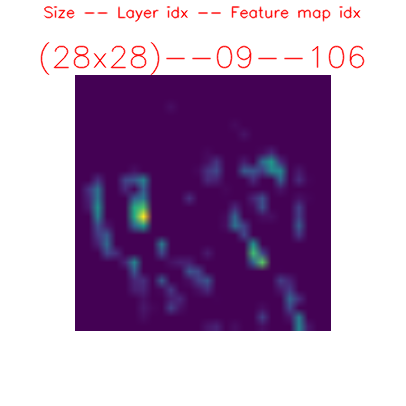 Size -- Layer idx -- Feature map idx
(28x28)--09--106